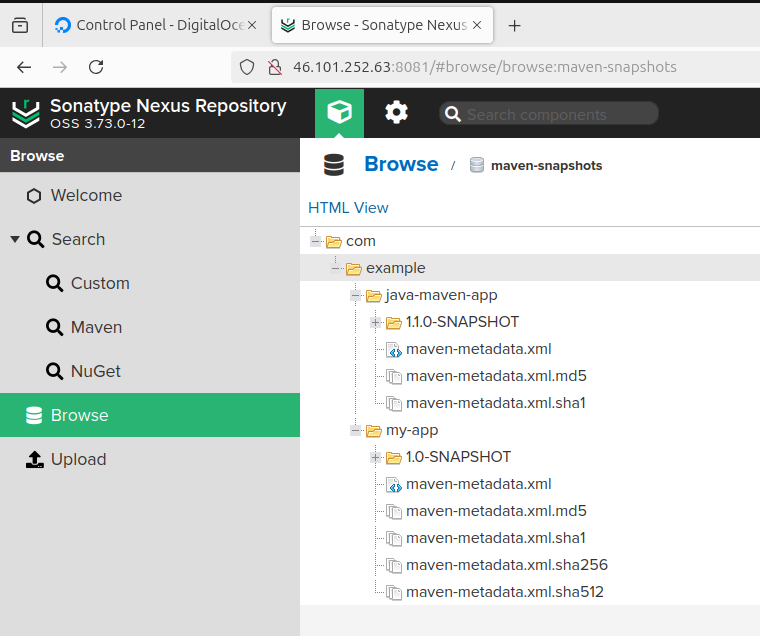 Control Panel - DigitalOce
Browse - Sonatype Nexus
46.101.252.63:8081/#browse/browse:maven-snapshots
Sonatype Nexus Repository
OSS 3.73.0-12
Search components
Browse
Welcome
Search
Custom
Maven
NuGet
Browse
Upload
Browse / maven-snapshots
HTML View
com
example
java-maven-app
1.1.0-SNAPSHOT
maven-metadata.xml
maven-metadata.xml.md5
maven-metadata.xml.sha1
my-app
1.0-SNAPSHOT
maven-metadata.xml
maven-metadata.xml.md5
maven-metadata.xml.sha1
maven-metadata.xml.sha256
maven-metadata.xml.sha512